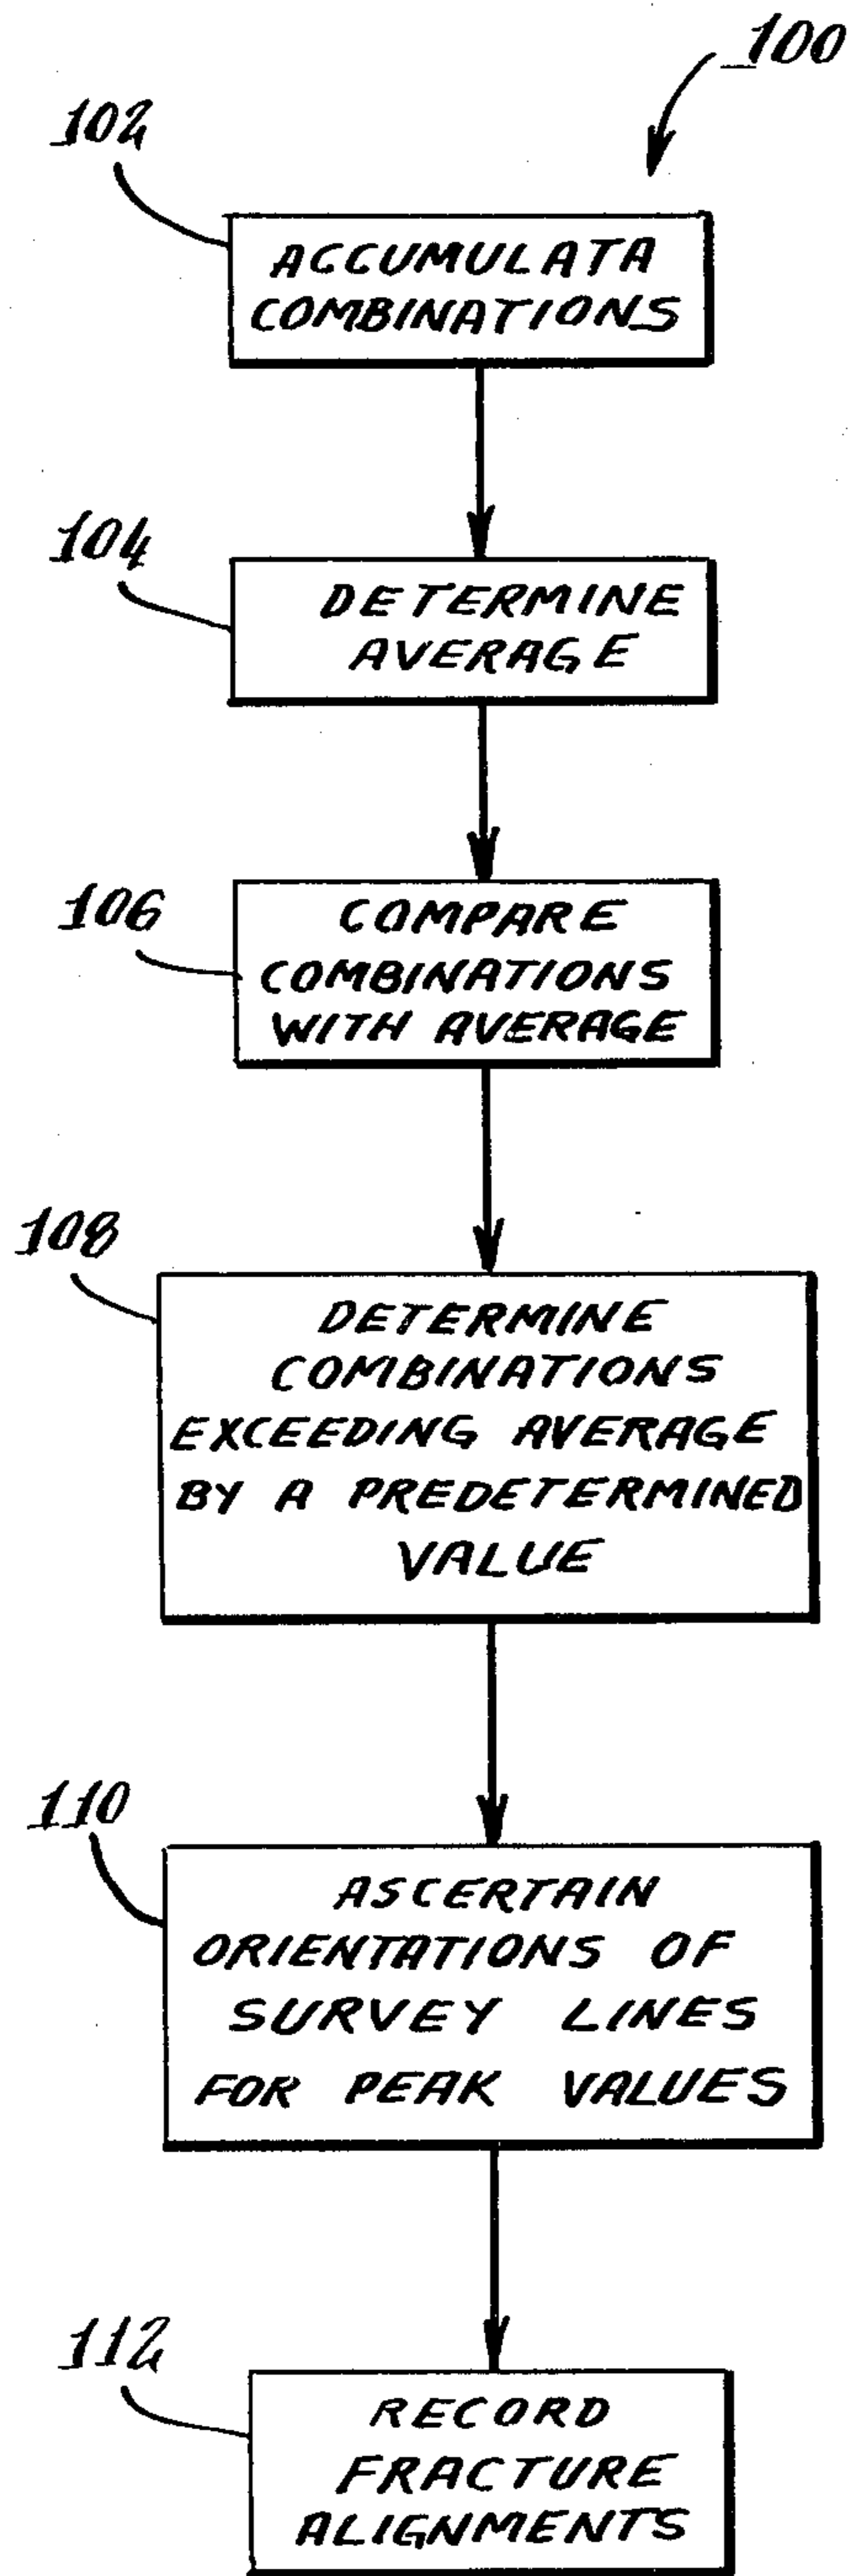 100
102
ACCUMULATA
COMBINATIONS
104
DETERMINE
AVERAGE
106
COMPARE
COMBINATIONS
WITH AVERAGE
108
DETERMINE
COMBINATIONS
EXCEEDING AVERAGE
BY A PREDETERMINED
VALUE
110
ASCERTAIN
ORIENTATIONS OF
SURVEY LINES
FOR PEAK VALUES
112
RECORD
FRACTURE
ALIGNMENTS